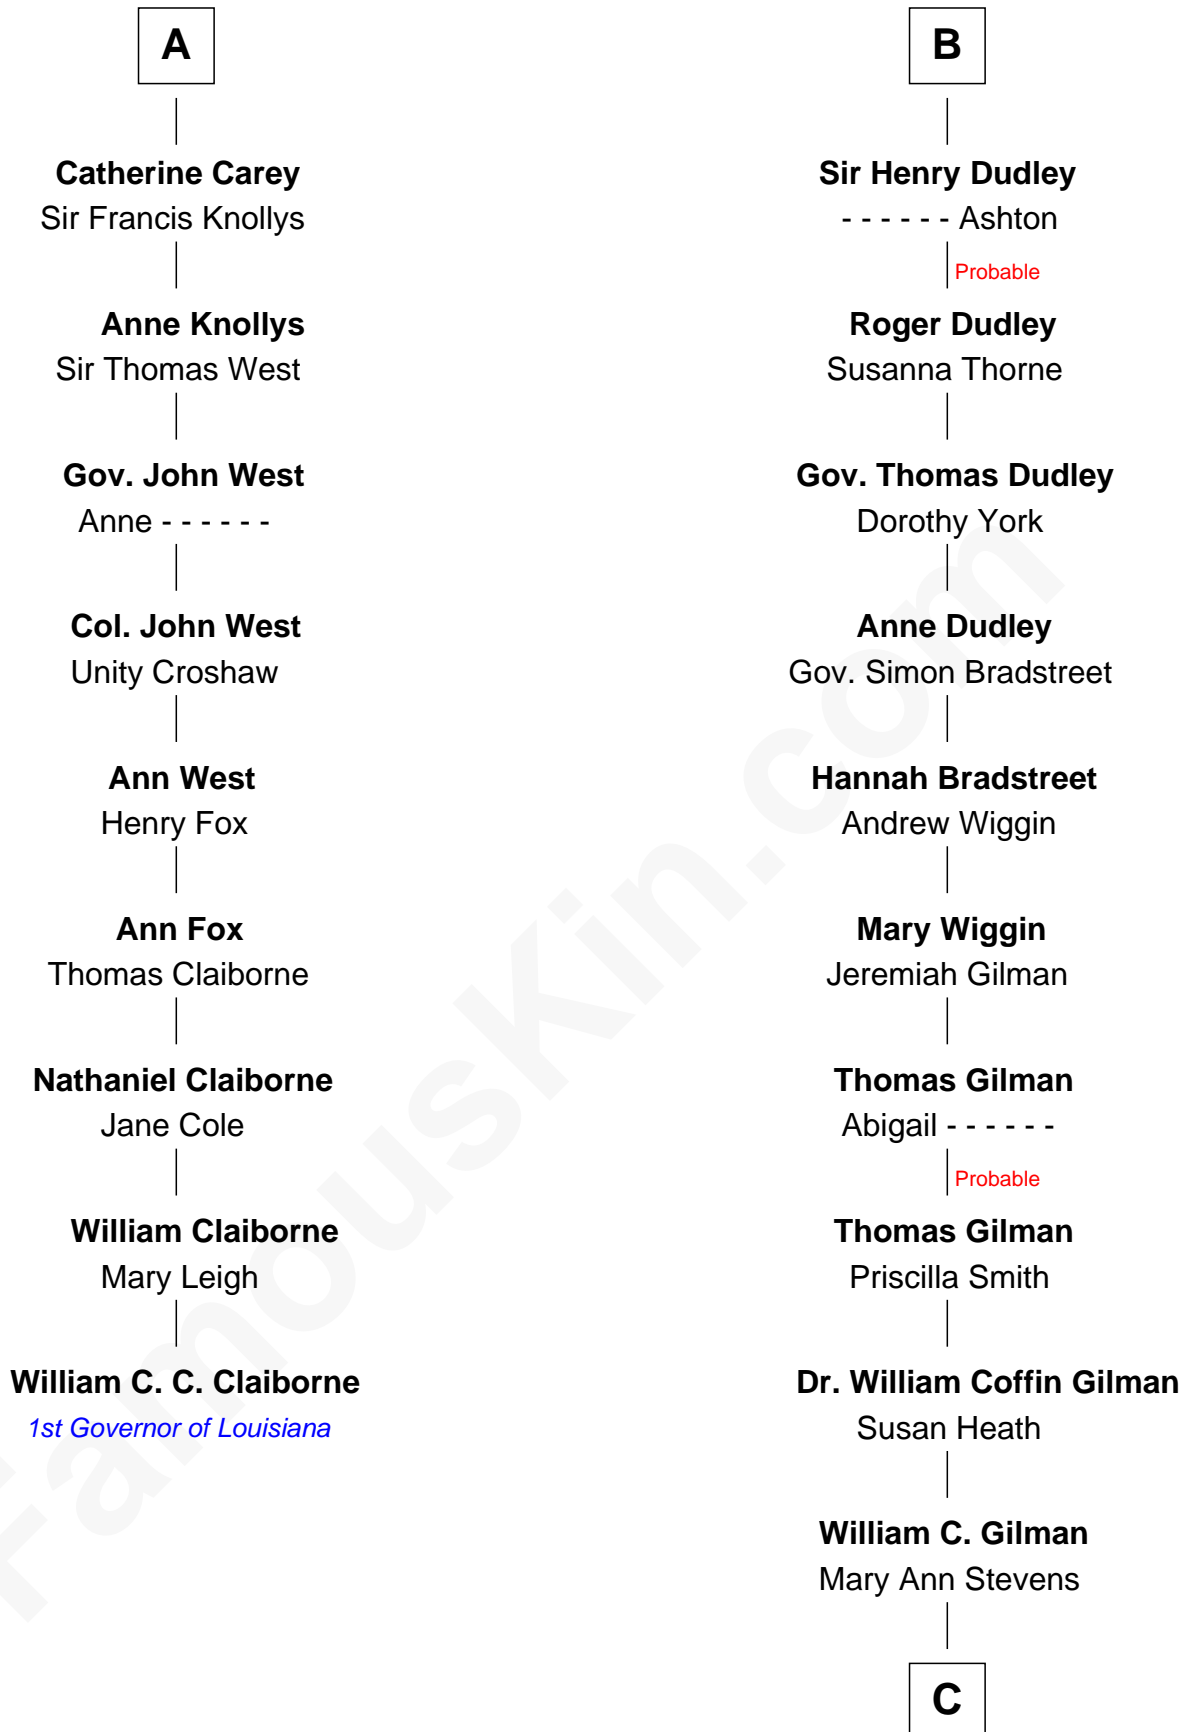 A
Catherine Carey
Sir Francis Knollys
Anne Knollys
Sir Thomas West
Gov. John West
Anne - - - - - -
Col. John West
Unity Croshaw
Ann West
Henry Fox
Ann Fox
Thomas Claiborne
Nathaniel Claiborne
Jane Cole
William Claiborne
Mary Leigh
William C. C. Claiborne
1st Governor of Louisiana
B
Sir Henry Dudley
- - - - - - Ashton
Probable
Roger Dudley
Susanna Thorne
Gov. Thomas Dudley
Dorothy York
Anne Dudley
Gov. Simon Bradstreet
Hannah Bradstreet
Andrew Wiggin
Mary Wiggin
Jeremiah Gilman
Thomas Gilman
Abigail - - - - - -
Probable
Thomas Gilman
Priscilla Smith
Dr. William Coffin Gilman
Susan Heath
William C. Gilman
Mary Ann Stevens
C
FamousKin.com